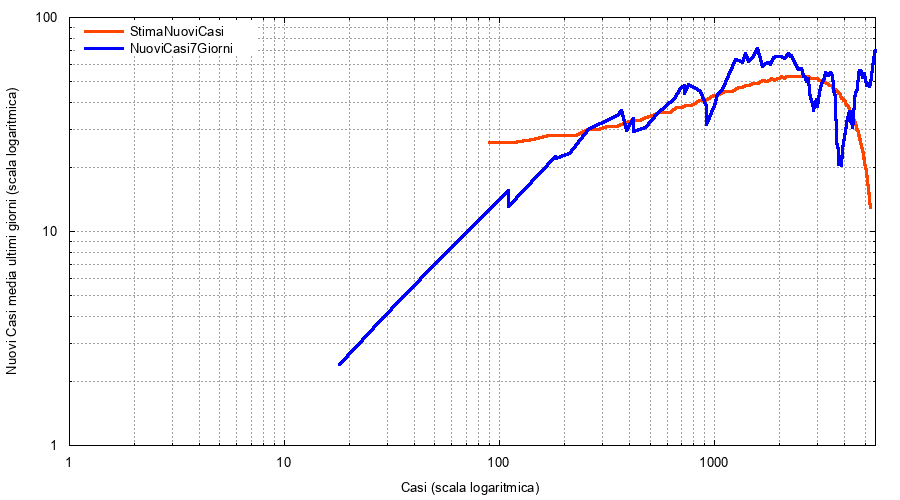 100
StimaNuoviCasi
NuoviCasi7Giorni
Nuovi Casi media ultimi giorni (scala logaritmica)
10
1
1 10 100 1000
Casi (scala logaritmica)